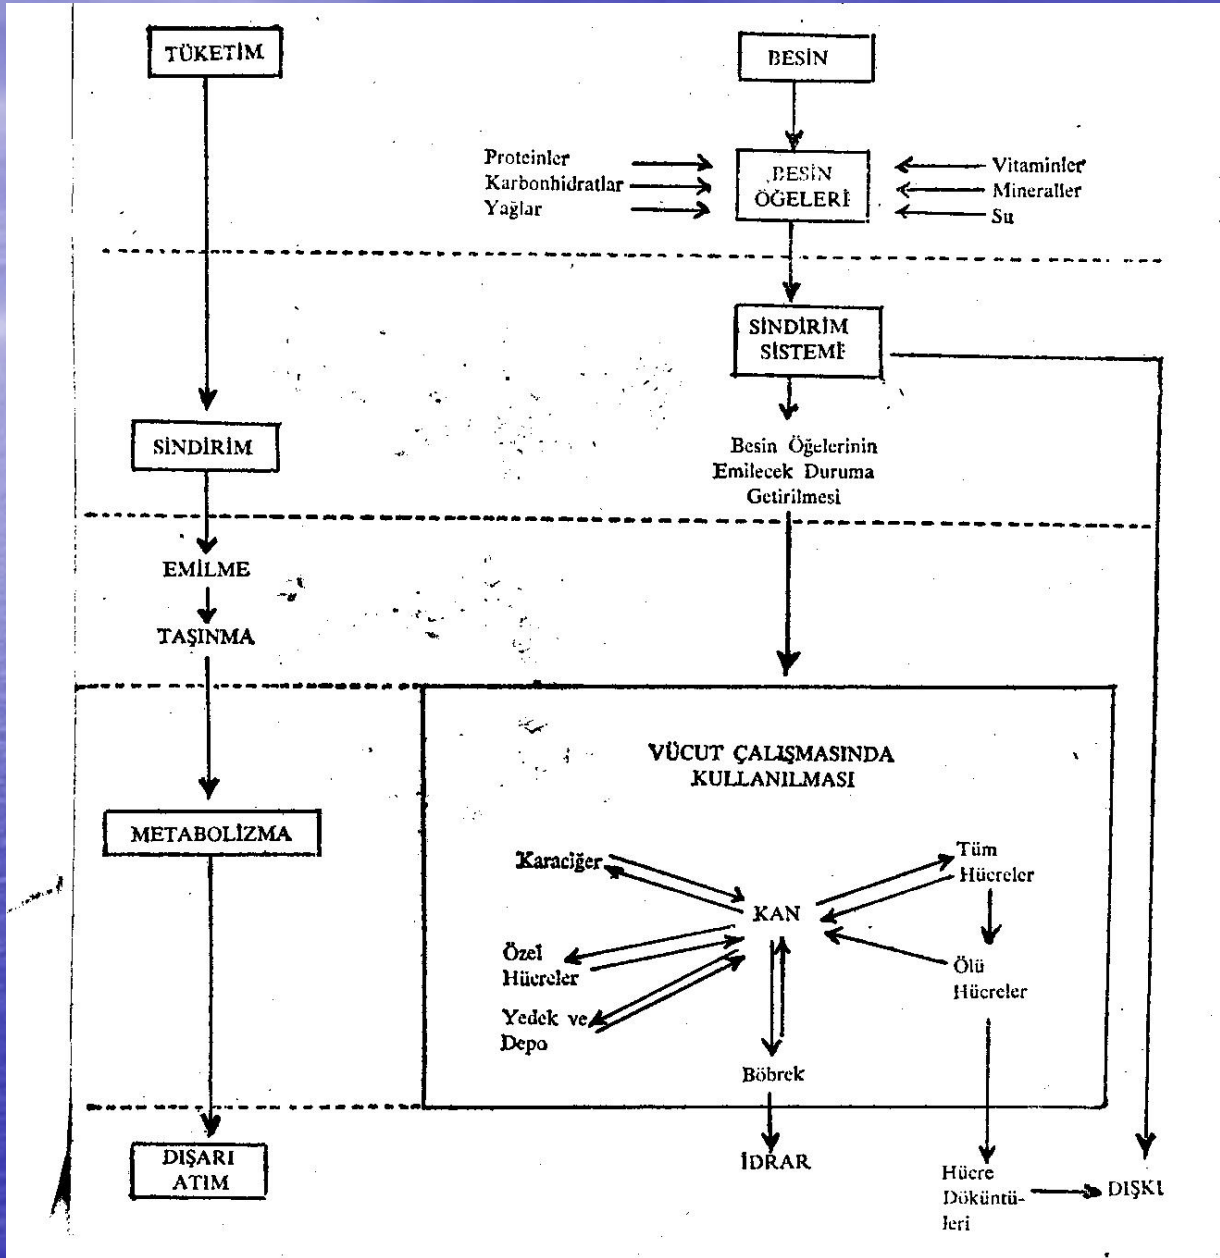 TÜKETİM
BESİN
Proteinler
Karbonhidratlar
Yağlar
BESİN
ÖĞELERİ
Vitaminler
Mineraller
Su
SİNDİRİM
SİSTEMİ
SİNDİRİM
Besin Öğelerinin
Emilecek Duruma
Getirilmesi
EMİLME
TAŞINMA
VÜCUT ÇALIŞMASINDA
KULLANILMASI
METABOLİZMA
Karaciğer
Tüm
Hücreler
KAN
Özel
Hücreler
Ölü
Hücreler
Yedek ve
Depo
Böbrek
DIŞARI
ATIM
İDRAR
Hücre
Döküntü-
leri
DIŞKI